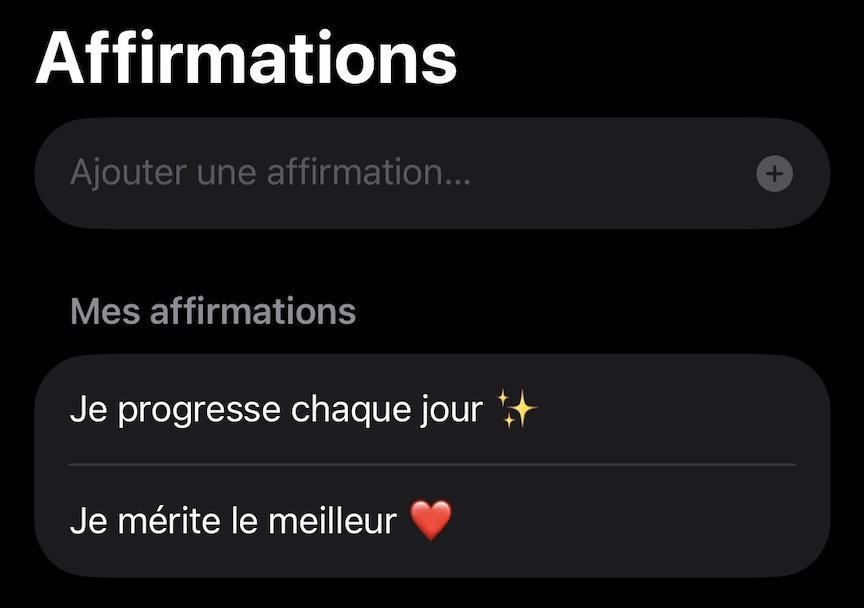 Affirmations
Ajouter une affirmation...
Mes affirmations
Je progresse chaque jour ✨
Je mérite le meilleur ❤️